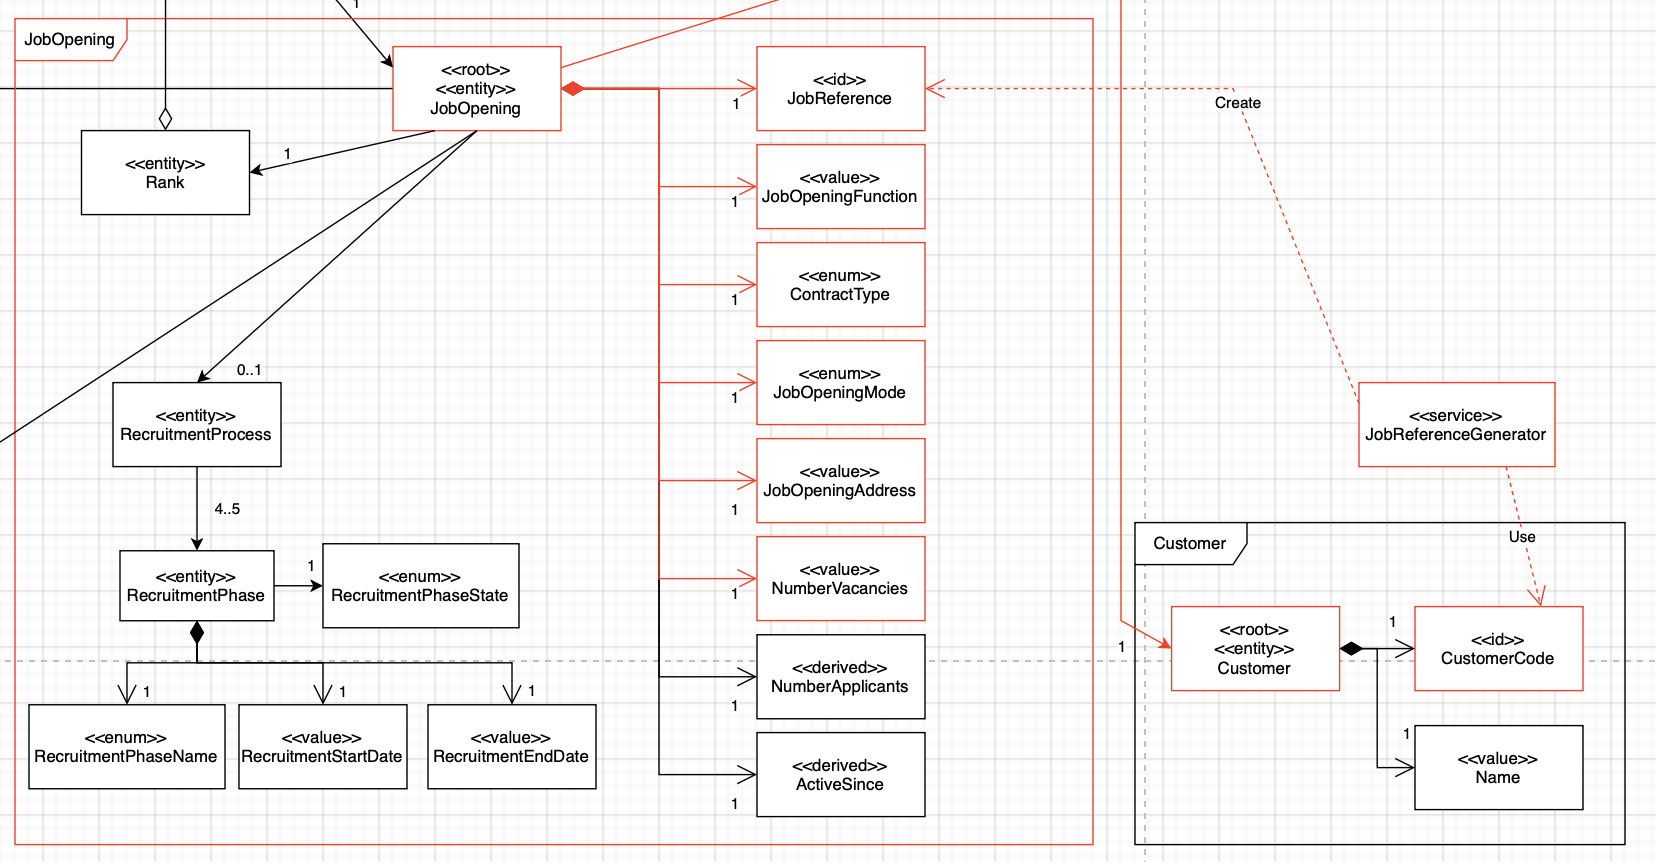 1
JobOpening
<<root>>
<<entity>>
JobOpening
<<id>>
JobReference
1
Create
<<entity>>
Rank
1
<<value>>
JobOpeningFunction
1
<<enum>>
ContractType
1
<<enum>>
JobOpeningMode
1
0..1
<<entity>>
RecruitmentProcess
<<service>>
JobReferenceGenerator
<<value>>
JobOpeningAddress
1
4..5
Use
Customer
<<entity>>
RecruitmentPhase
1
<<enum>>
RecruitmentPhaseState
<<value>>
NumberVacancies
1
<<root>>
<<entity>>
Customer
1
1
<<id>>
CustomerCode
<<derived>>
NumberApplicants
1
1
1
1
<<enum>>
RecruitmentPhaseName
<<value>>
RecruitmentStartDate
<<value>>
RecruitmentEndDate
<<derived>>
ActiveSince
1
1
<<value>>
Name